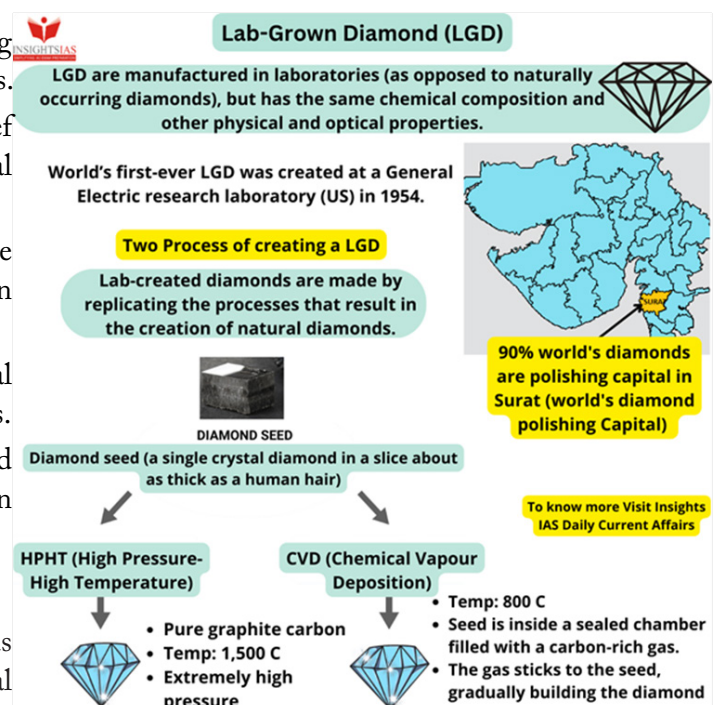 INSIGHTSIAS
Lab-Grown Diamond (LGD)
LGD are manufactured in laboratories (as opposed to naturally
occurring diamonds), but has the same chemical composition and
other physical and optical properties.
World's first-ever LGD was created at a General
Electric research laboratory (US) in 1954.
Two Process of creating a LGD
Lab-created diamonds are made by
replicating the processes that result in
the creation of natural diamonds.
SURA
90% world's diamonds
are polishing capital in
Surat (world's diamond
polishing Capital)
DIAMOND SEED
Diamond seed (a single crystal diamond in a slice about
as thick as a human hair)
To know more Visit Insights
IAS Daily Current Affairs
HPHT (High Pressure-
High Temperature)
• Pure graphite carbon
• Temp: 1,500 C
• Extremely high
pressure
CVD (Chemical Vapour
Deposition)
• Temp: 800 C
• Seed is inside a sealed chamber
filled with a carbon-rich gas.
• The gas sticks to the seed,
gradually building the diamond